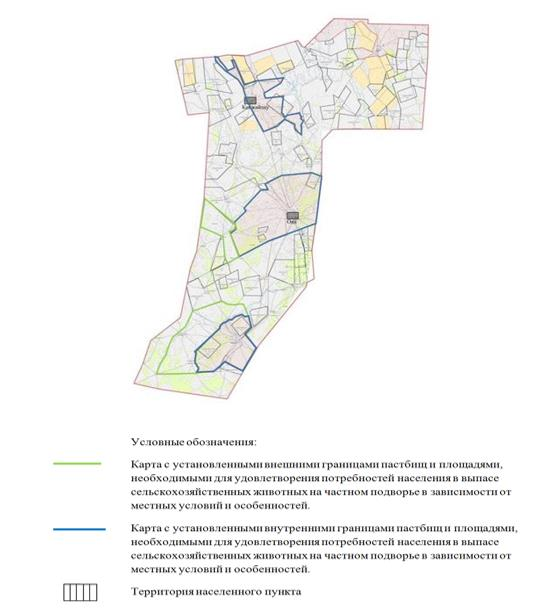 Условные обозначения:
Карта с установленными внешними границами пастбищ и площадями,
необходимыми для удовлетворения потребностей населения в выпасе
сельскохозяйственных животных на частном подворье в зависимости от
местных условий и особенностей.
Карта с установленными внутренними границами пастбищ и площадями,
необходимыми для удовлетворения потребностей населения в выпасе
сельскохозяйственных животных на частном подворье в зависимости от
местных условий и особенностей.
Территория населенного пункта